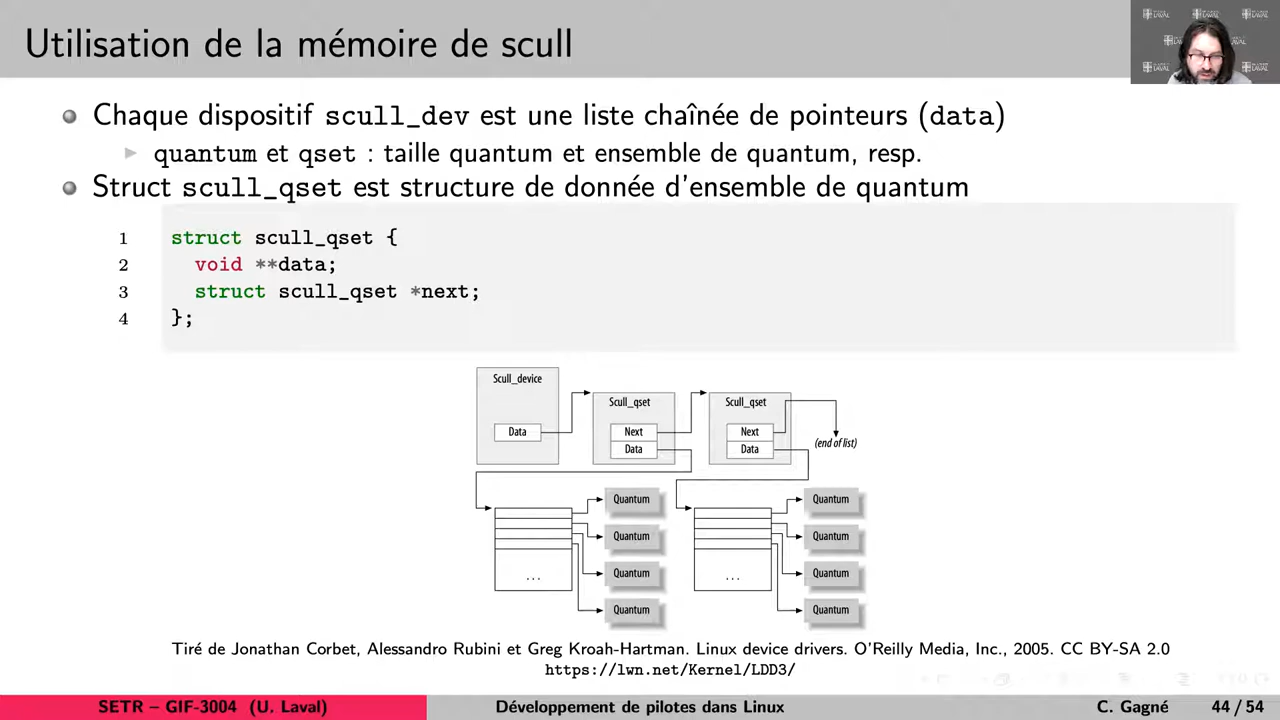 Utilisation de la mémoire de scull
LAVAL
LAVAL
Chaque dispositif scull_dev est une liste chaînée de pointeurs (data)
quantum et qset : taille quantum et ensemble de quantum, resp.
Struct scull_qset est structure de donnée d'ensemble de quantum
1 struct scull_qset {
2 void **data;
3 struct scull_qset *next;
4 };
Scull_device
Data
Scull_qset
Next
Data
Scull_qset
Next
Data
(end of list)
Quantum
Quantum
Quantum
Quantum
...
Quantum
Quantum
Quantum
Quantum
...
Tiré de Jonathan Corbet, Alessandro Rubini et Greg Kroah-Hartman. Linux device drivers. O'Reilly Media, Inc., 2005. CC BY-SA 2.0
https://lwn.net/Kernel/LDD3/
SETR – GIF-3004 (U. Laval)
Développement de pilotes dans Linux
C. Gagné
44 / 54